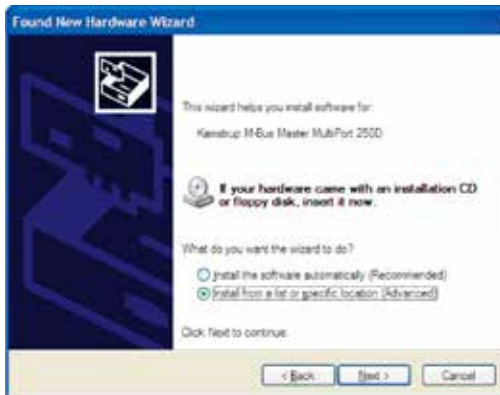 Found New Hardware Wizard
This wizard helps you install software for:
Kamstrup M-Bus Master MultiPort 250D
If your hardware came with an installation CD
or floppy disk, insert it now.
What do you want the wizard to do?
Install the software automatically (Recommended)
Install from a list or specific location (Advanced)
Click Next to continue.
< Back Next > Cancel